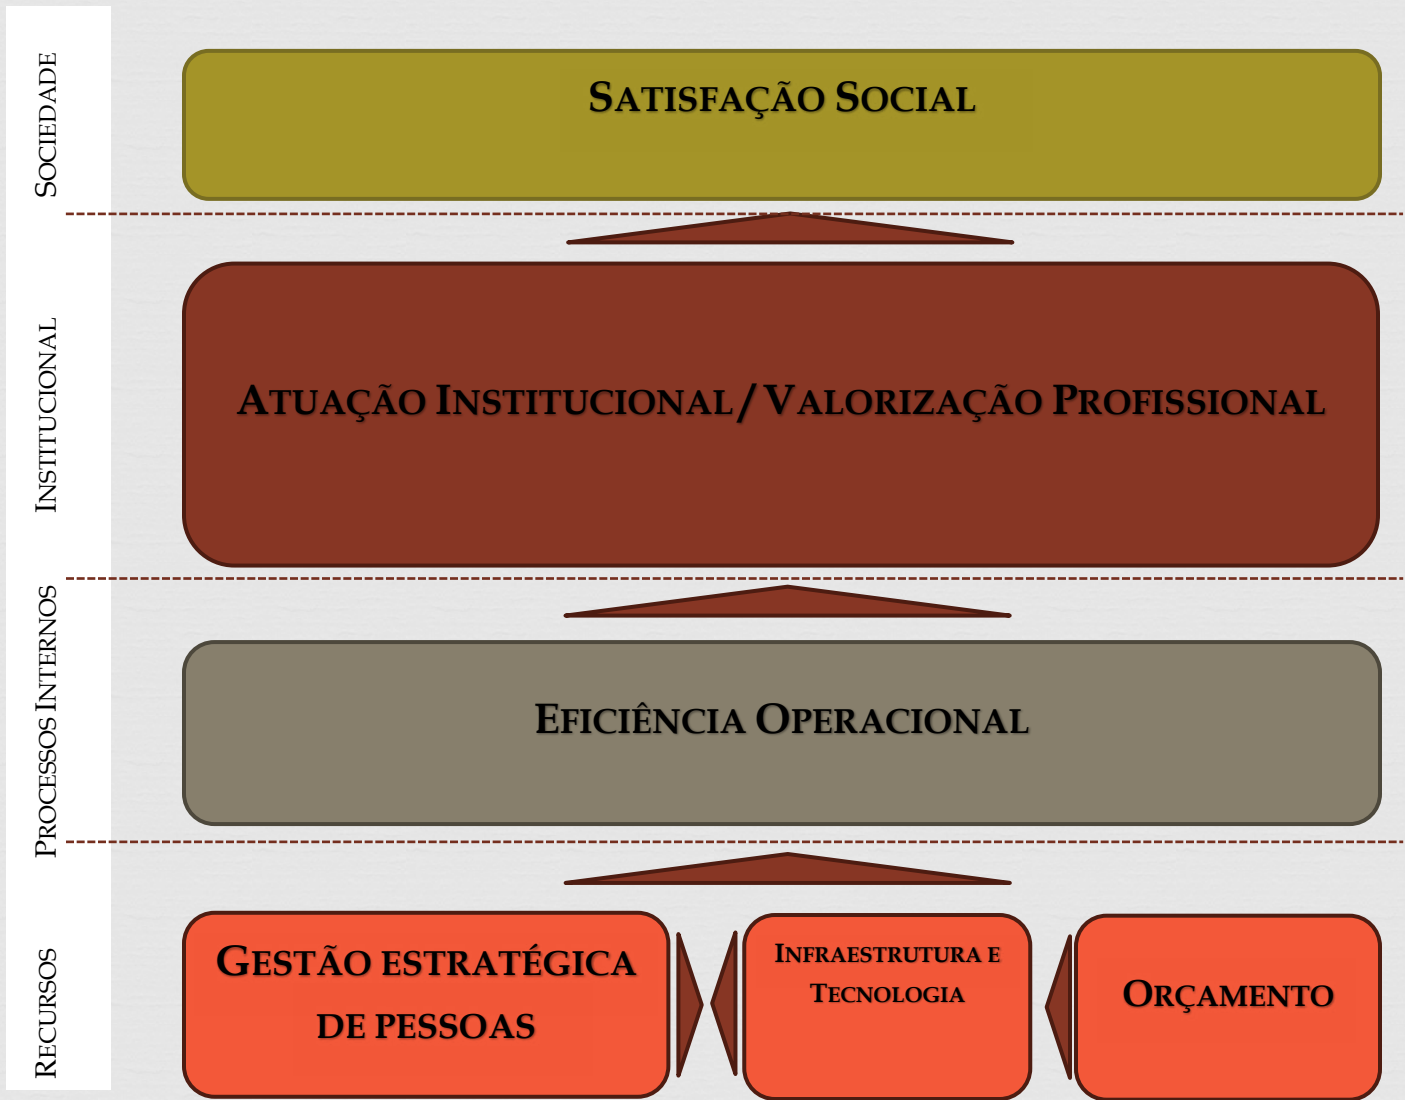 Sociedade
Satisfação Social
Institucional
Atuação Institucional/Valorização Profissional
Processos Internos
Eficiência Operacional
Recursos
Gestão estratégica
de pessoas
Infraestrutura e
Tecnologia
Orçamento